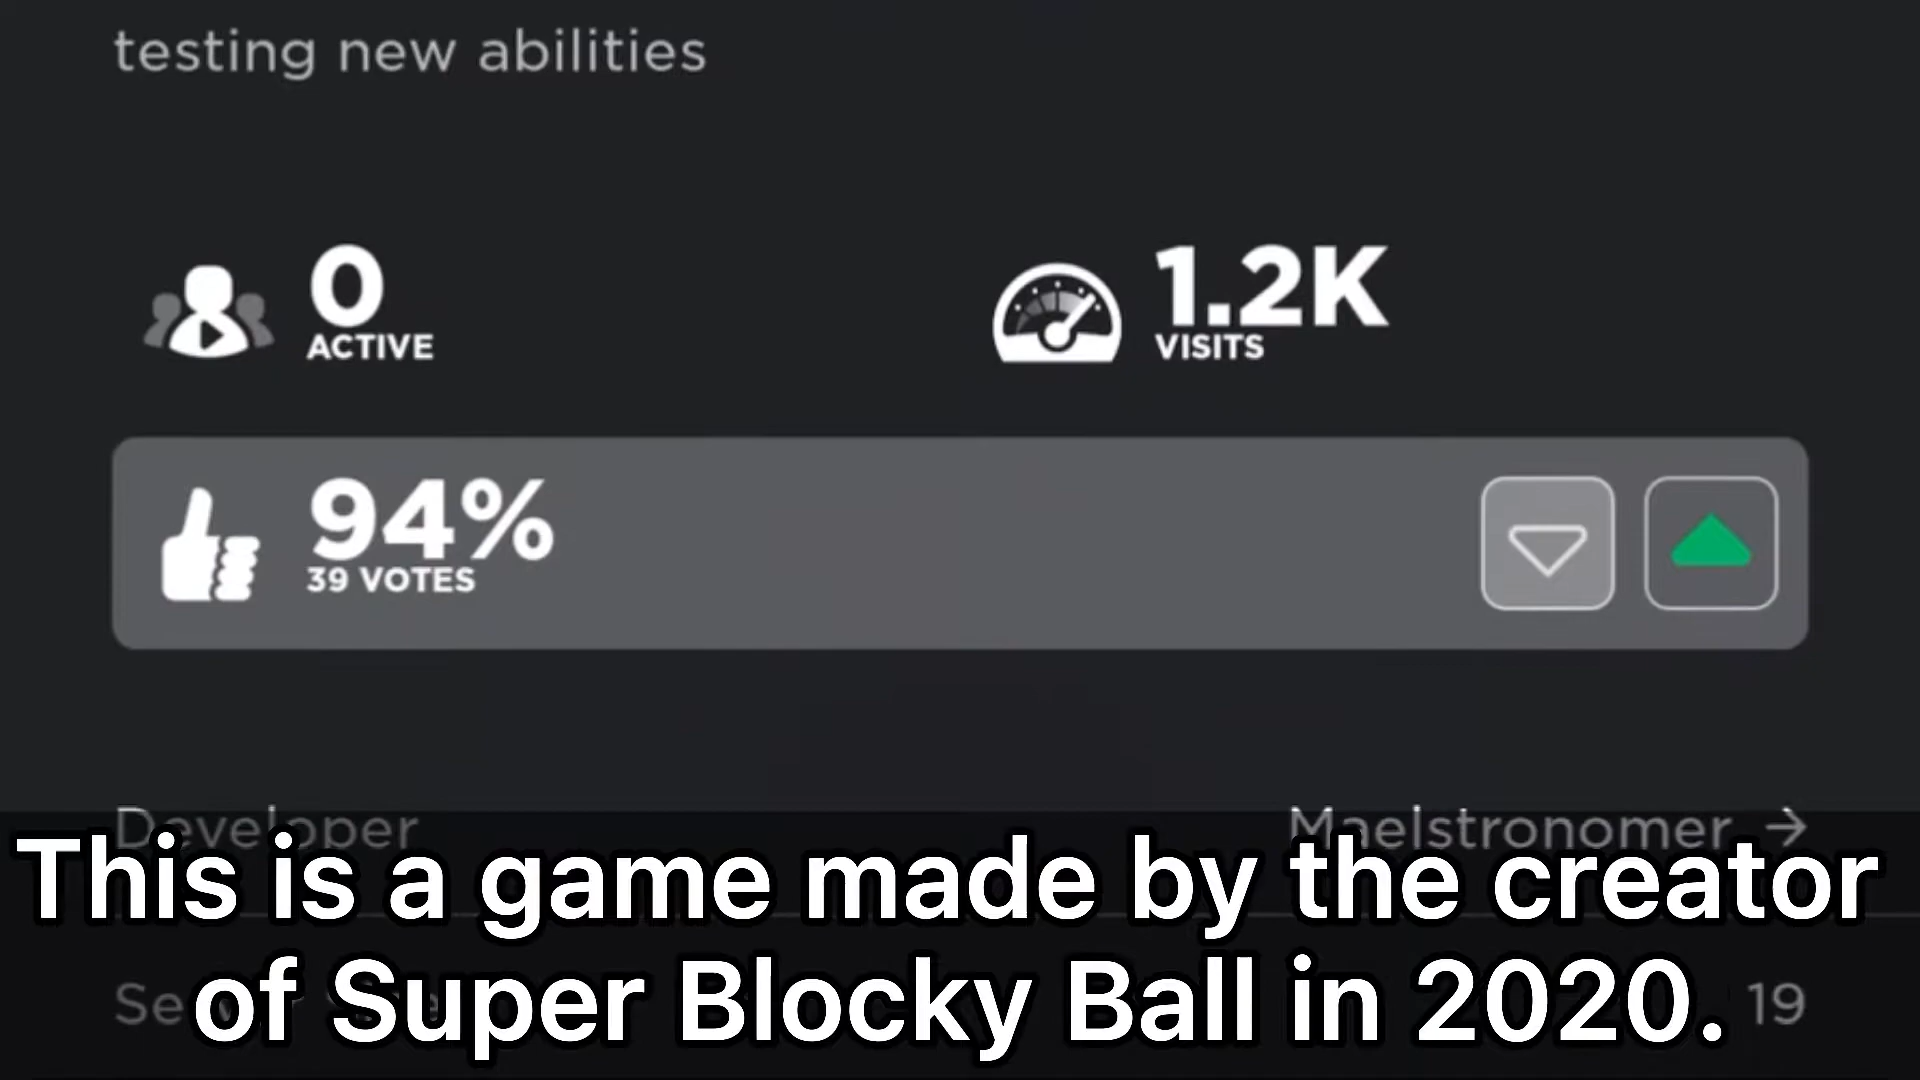 testing new abilities
0
ACTIVE
1.2K
VISITS
94%
39 VOTES
Developer
Maelstronomer →
This is a game made by the creator
of Super Blocky Ball in 2020.
19